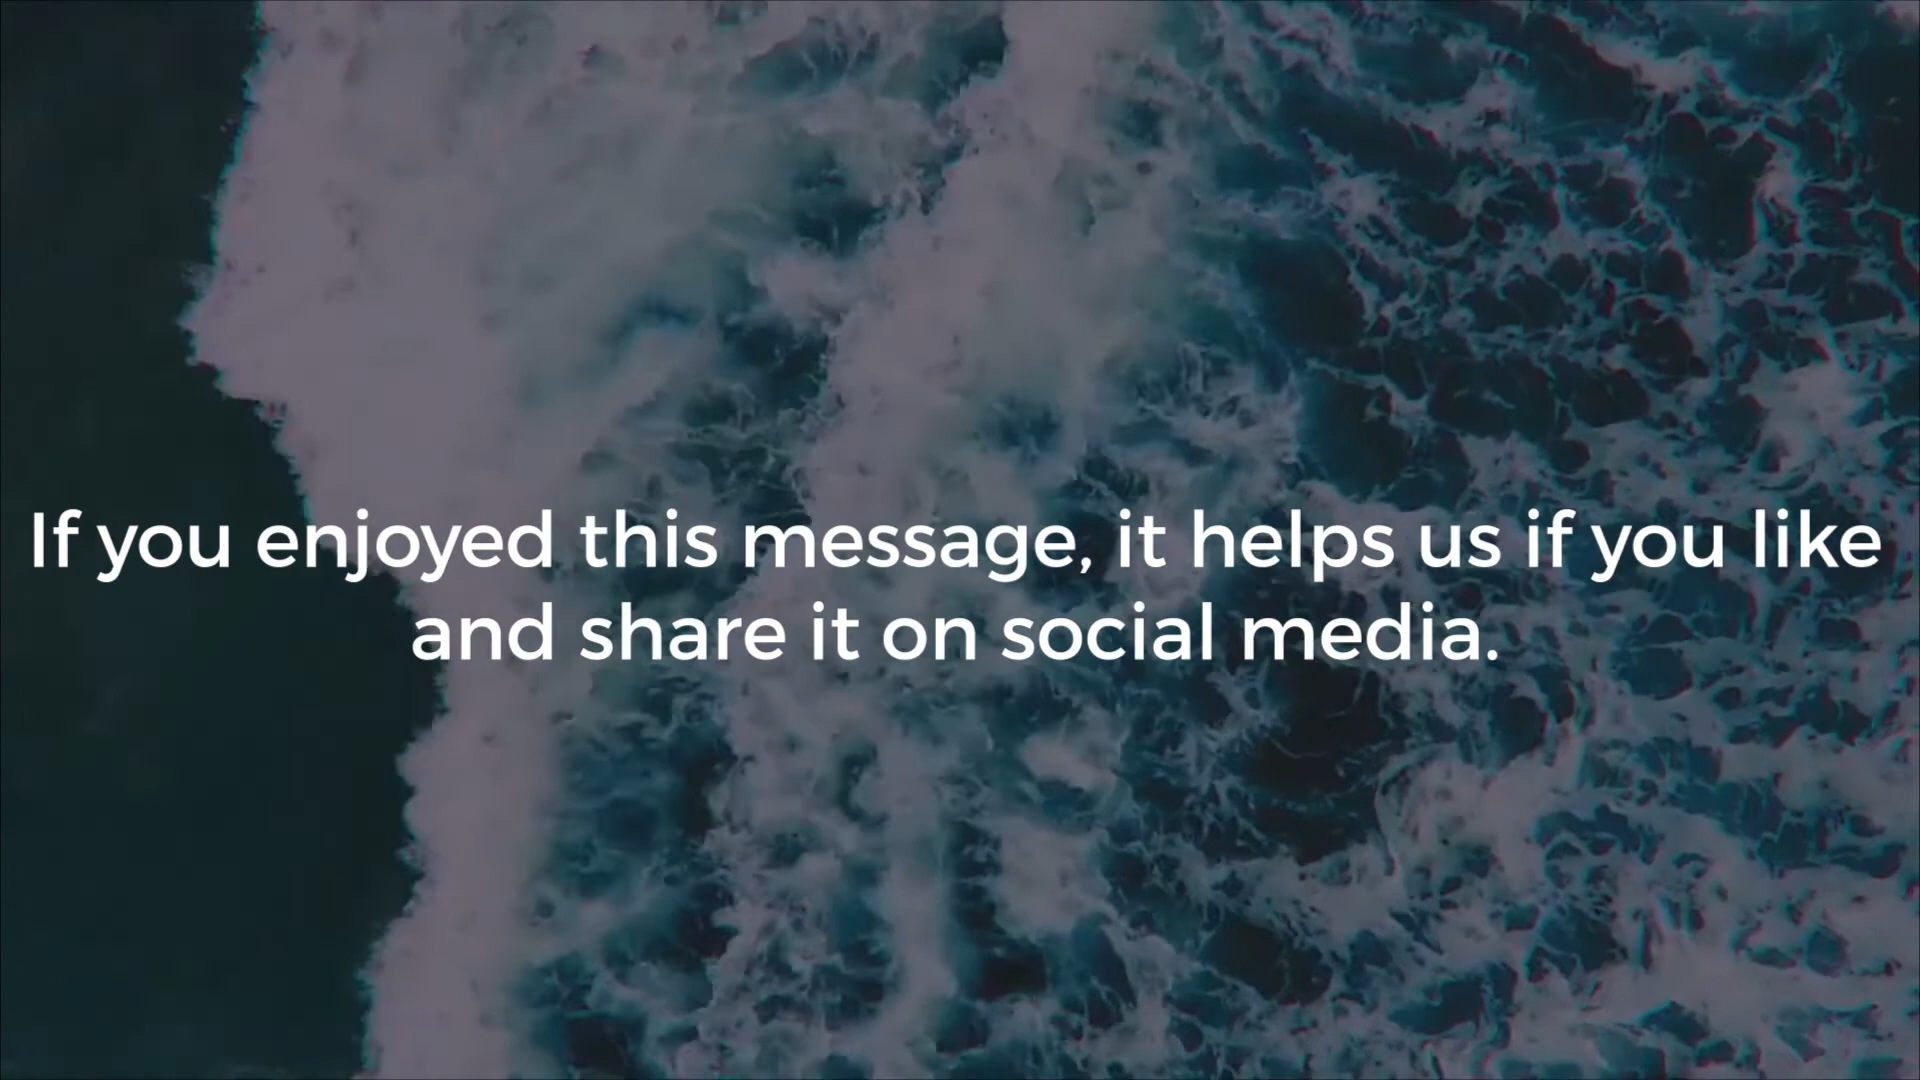 If you enjoyed this message, it helps us if you like
and share it on social media.